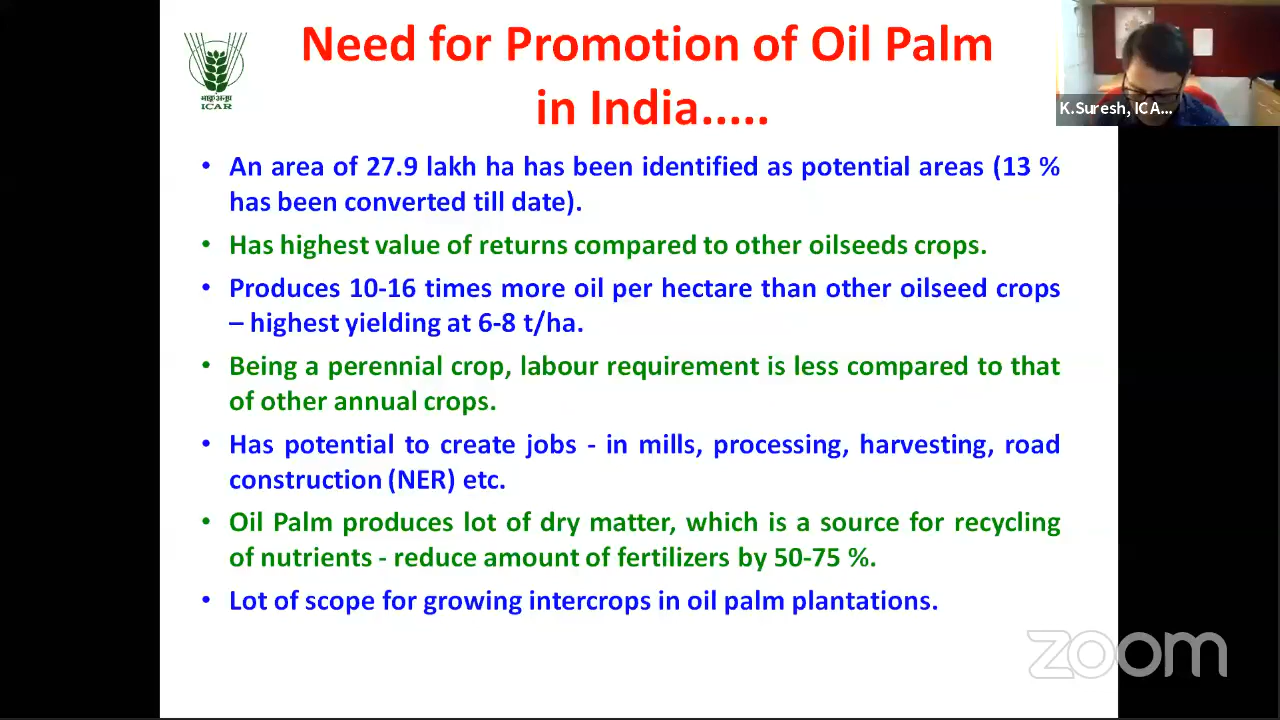 Need for Promotion of Oil Palm
in India.....
ICAR
K.Suresh, ICA...
• An area of 27.9 lakh ha has been identified as potential areas (13 %
has been converted till date).
• Has highest value of returns compared to other oilseeds crops.
• Produces 10-16 times more oil per hectare than other oilseed crops
– highest yielding at 6-8 t/ha.
• Being a perennial crop, labour requirement is less compared to that
of other annual crops.
• Has potential to create jobs - in mills, processing, harvesting, road
construction (NER) etc.
• Oil Palm produces lot of dry matter, which is a source for recycling
of nutrients - reduce amount of fertilizers by 50-75 %.
• Lot of scope for growing intercrops in oil palm plantations.
zoom